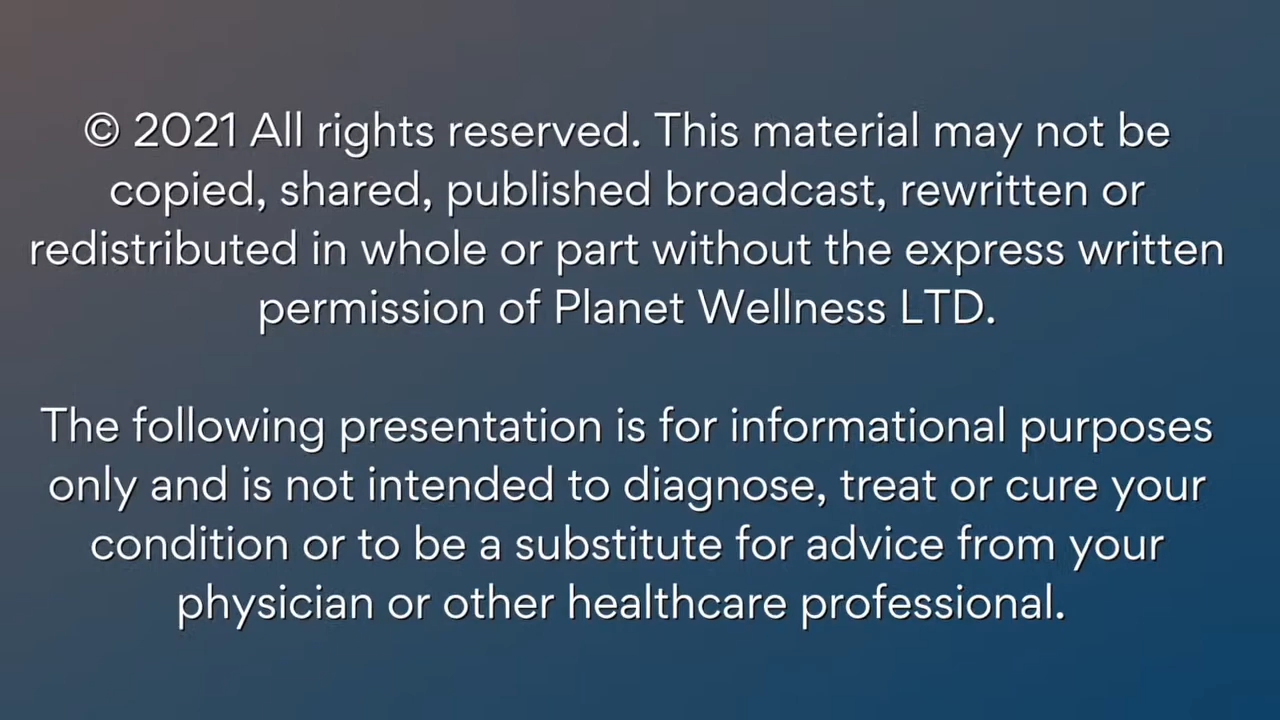 © 2021 All rights reserved. This material may not be
copied, shared, published broadcast, rewritten or
redistributed in whole or part without the express written
permission of Planet Wellness LTD.
The following presentation is for informational purposes
only and is not intended to diagnose, treat or cure your
condition or to be a substitute for advice from your
physician or other healthcare professional.